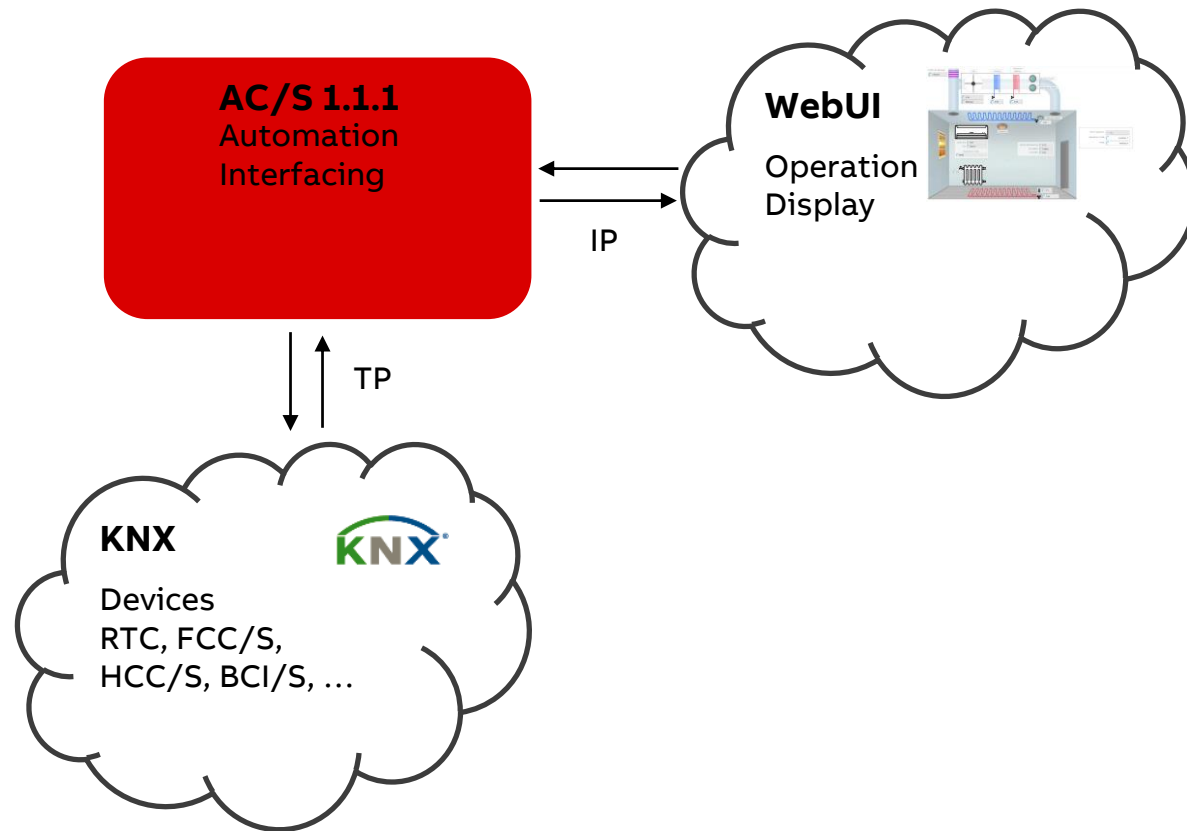 AC/S 1.1.1
Automation
Interfacing
WebUI
Operation
Display
IP
TP
KNX
KNX®
Devices
RTC, FCC/S,
HCC/S, BCI/S, …